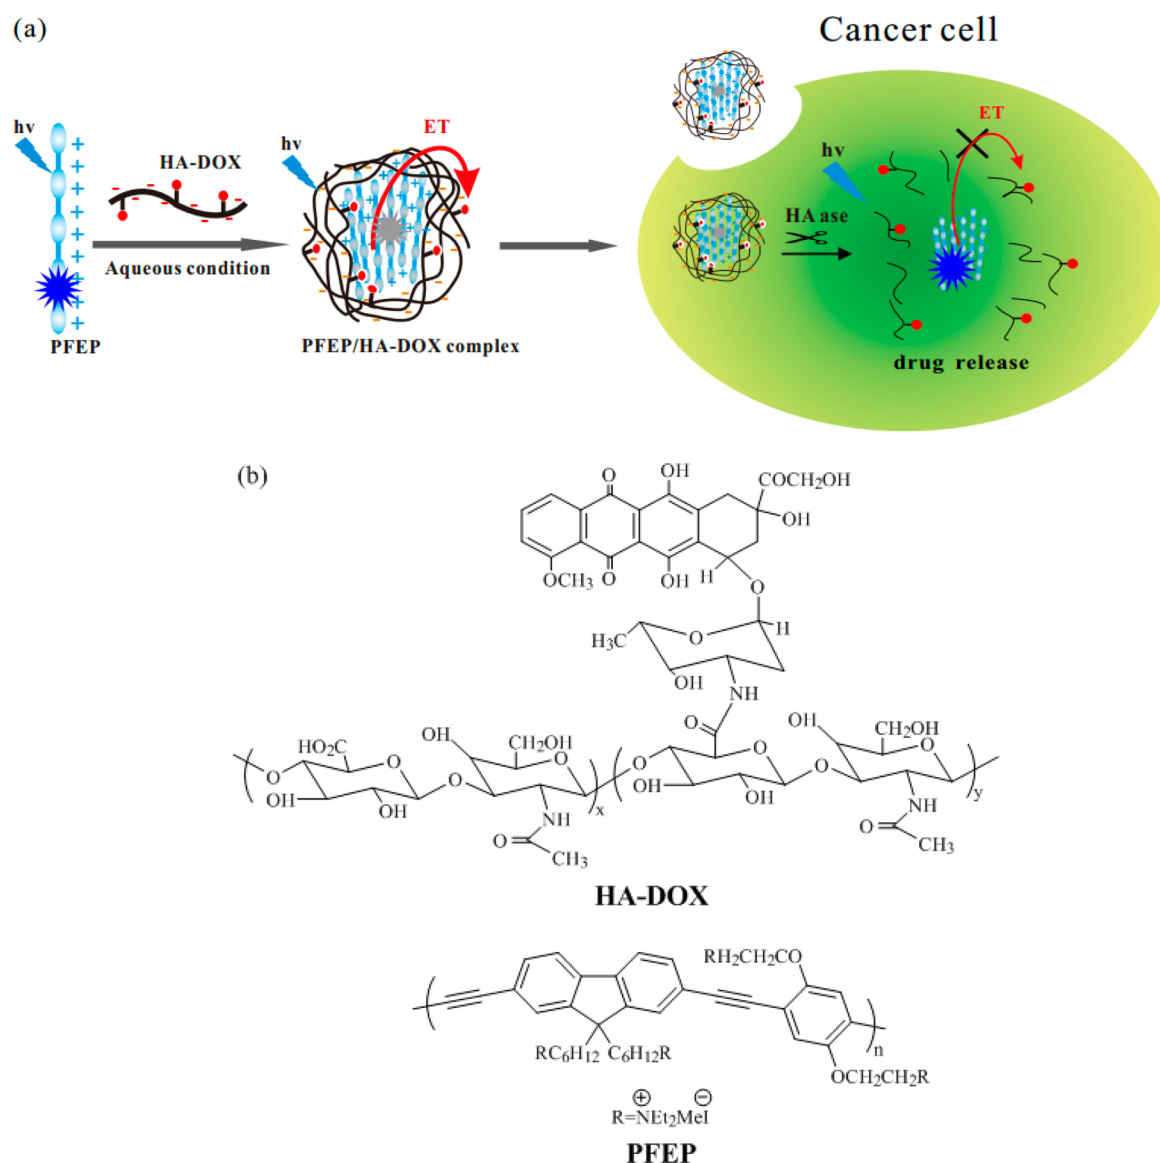 (a)
Cancer cell
hν
HA-DOX
Aqueous condition
PFEP
hν
ET
PFEP/HA-DOX complex
hν
ET
HA ase
drug release
(b)
O
OH
COCH2OH
OH
OCH3
O
OH
H
O
H3C
O
H
OH
NH
O
HO2C
OH
CH2OH
OH
CH2OH
O
O
O
O
O
O
O
O
OH
OH
NH
x
OH
OH
NH
y
O
CH3
O
CH3
HA-DOX
RH2CH2CO
n
RC6H12
C6H12R
OCH2CH2R
+ −
R=NEt2MeI
PFEP